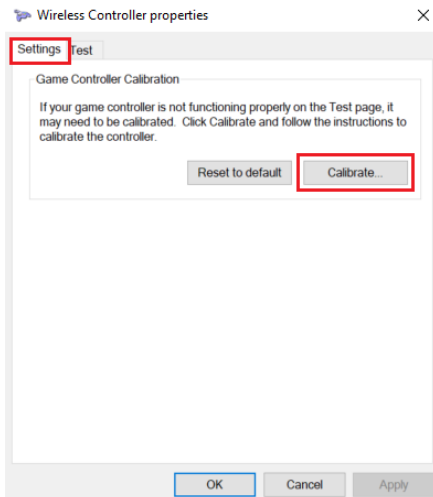 Wireless Controller properties
Settings Test
Game Controller Calibration
If your game controller is not functioning properly on the Test page, it
may need to be calibrated. Click Calibrate and follow the instructions to
calibrate the controller.
Reset to default Calibrate...
OK Cancel Apply